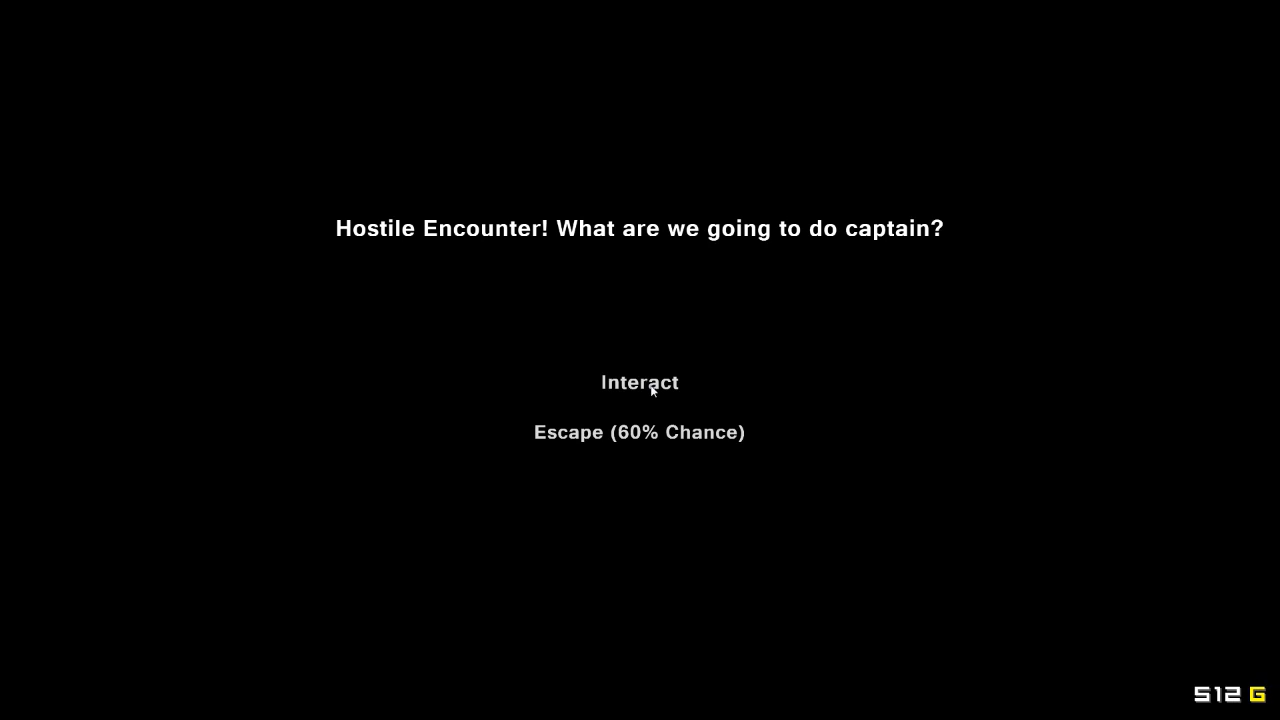 Hostile Encounter! What are we going to do captain?
Interact
Escape (60% Chance)
512 G